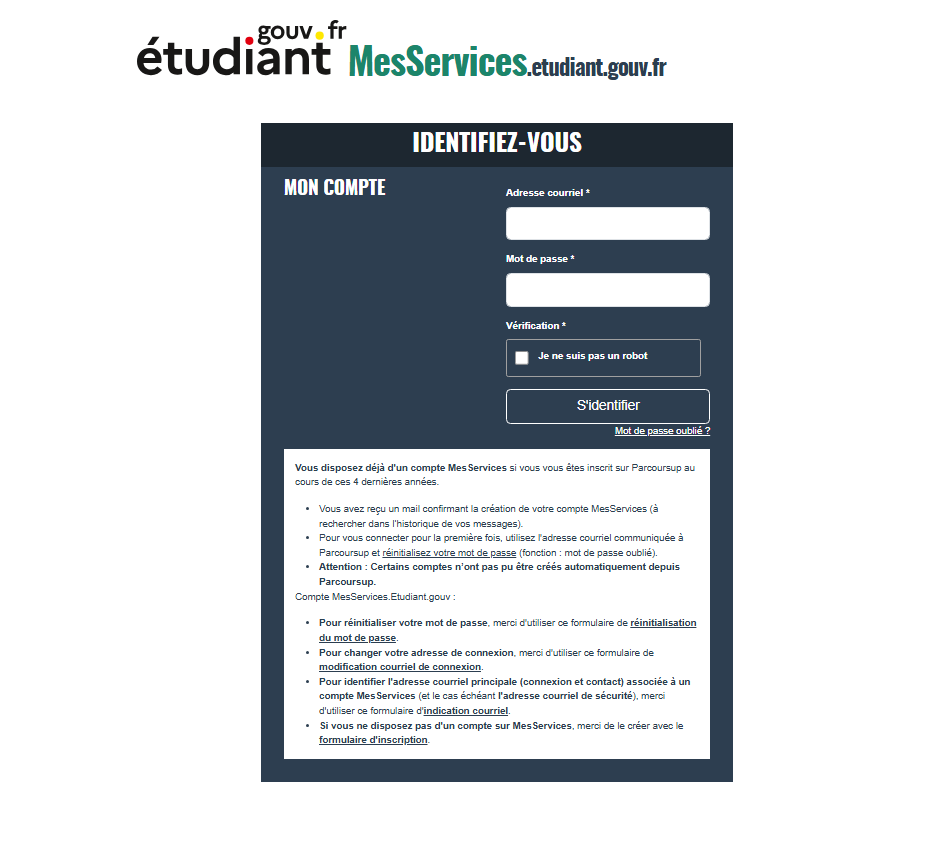 gouv.fr
étudiant
MesServices.etudiant.gouv.fr
IDENTIFIEZ-VOUS
MON COMPTE
Adresse courriel *
Mot de passe *
Vérification *
Je ne suis pas un robot
S'identifier
Mot de passe oublié ?
Vous disposez déjà d'un compte MesServices si vous vous êtes inscrit sur Parcoursup au
cours de ces 4 dernières années.
• Vous avez reçu un mail confirmant la création de votre compte MesServices (à
rechercher dans l'historique de vos messages).
• Pour vous connecter pour la première fois, utilisez l'adresse courriel communiquée à
Parcoursup et réinitialisez votre mot de passe (fonction : mot de passe oublié).
• Attention : Certains comptes n’ont pas pu être créés automatiquement depuis
Parcoursup.
Compte MesServices.Etudiant.gouv :
• Pour réinitialiser votre mot de passe, merci d'utiliser ce formulaire de réinitialisation
du mot de passe.
• Pour changer votre adresse de connexion, merci d'utiliser ce formulaire de
modification courriel de connexion.
• Pour identifier l'adresse courriel principale (connexion et contact) associée à un
compte MesServices (et le cas échéant l'adresse courriel de sécurité), merci
d'utiliser ce formulaire d'indication courriel.
• Si vous ne disposez pas d'un compte sur MesServices, merci de le créer avec le
formulaire d'inscription.